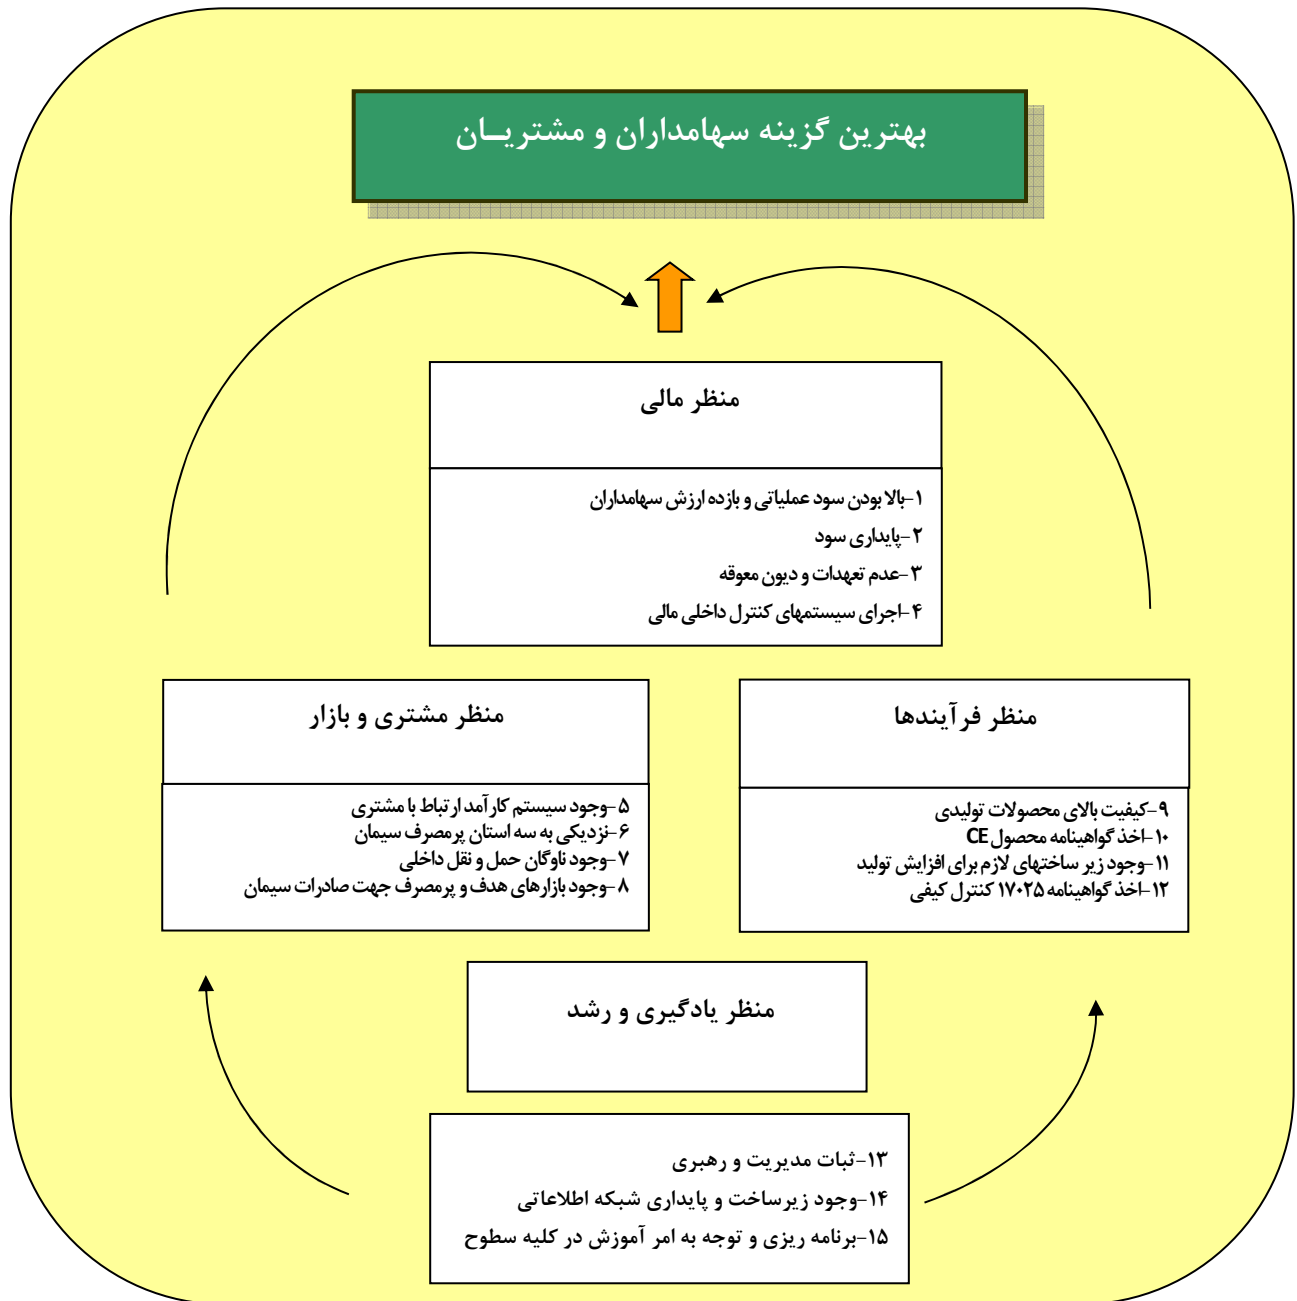 بهترین گزینه سهامداران و مشتریــان
منظر مالی
۱-بالا بودن سود عملیاتی و بازده ارزش سهامداران
۲-پایداری سود
۳-عدم تعهدات و دیون معوقه
۴-اجرای سیستمهای کنترل داخلی مالی
منظر فرآیندها
۹-کیفیت بالای محصولات تولیدی
۱۰-اخذ گواهینامه محصول CE
۱۱-وجود زیر ساختهای لازم برای افزایش تولید
۱۲-اخذ گواهینامه ۱۷۰۲۵ کنترل کیفی
منظر مشتری و بازار
۵-وجود سیستم کارآمد ارتباط با مشتری
۶-نزدیکی به سه استان پرمصرف سیمان
۷-وجود ناوگان حمل و نقل داخلی
۸-وجود بازارهای هدف و پرمصرف جهت صادرات سیمان
منظر یادگیری و رشد
۱۳-ثبات مدیریت و رهبری
۱۴-وجود زیرساخت و پایداری شبکه اطلاعاتی
۱۵-برنامه ریزی و توجه به امر آموزش در کلیه سطوح